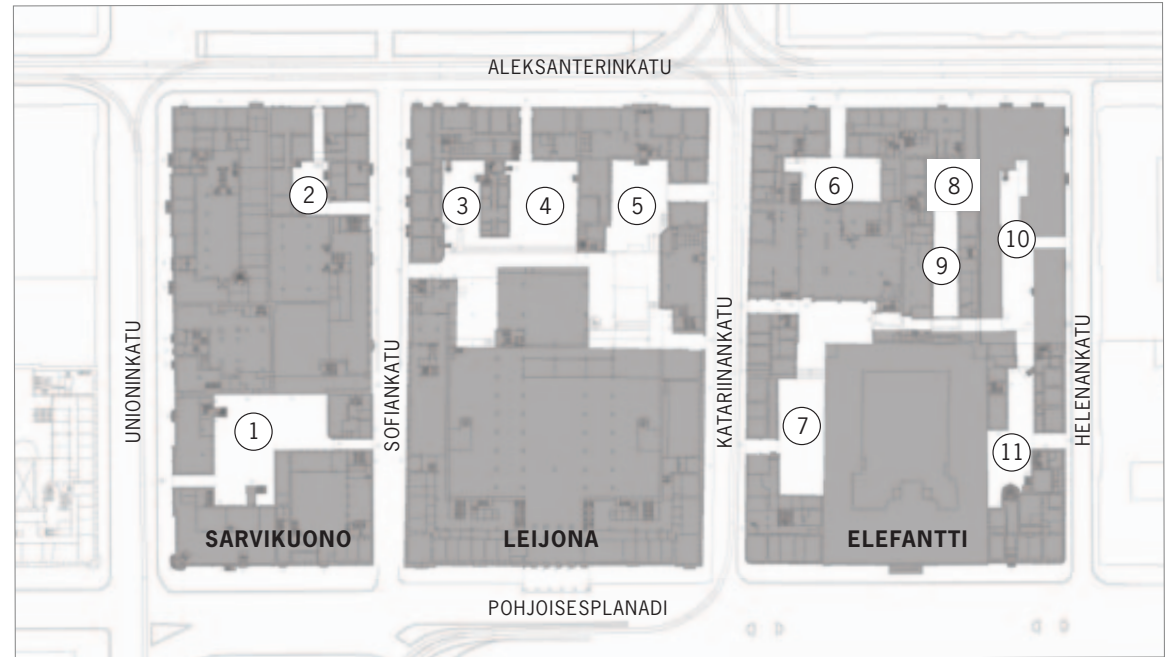 ALEKSANTERINKATU
2
3
4
5
6
8
10
9
UNIONINKATU
SOFIANKATU
KATARIINANKATU
HELENANKATU
1
7
11
SARVIKUONO
LEIJONA
ELEFANTTI
POHJOISESPLANADI